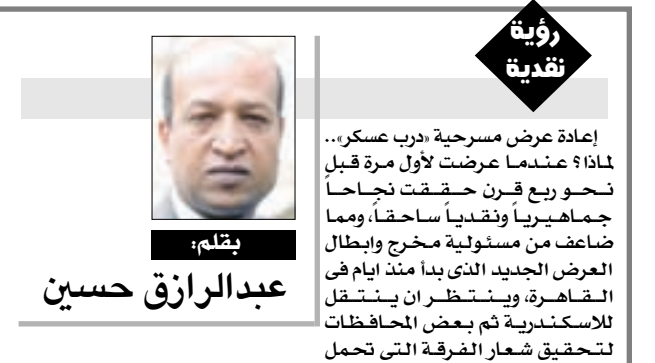 رؤية
نقدية
إعادة عرض مسرحية «درب عسكر»..
لماذا؟ عندما عرضت لأول مرة قبل
نحو ربع قرن حققت نجاحاً
جماهيرياً ونقدياً ساحقاً، ومما
ضاعف من مسئولية مخرج وابطال
العرض الجديد الذى بدأ منذ ايام فى
القاهرة، وينتظر ان ينتقل
للاسكندرية ثم بعض المحافظات
لتحقيق شعار الفرقة التى تحمل
بقلم:
عبدالرازق حسين